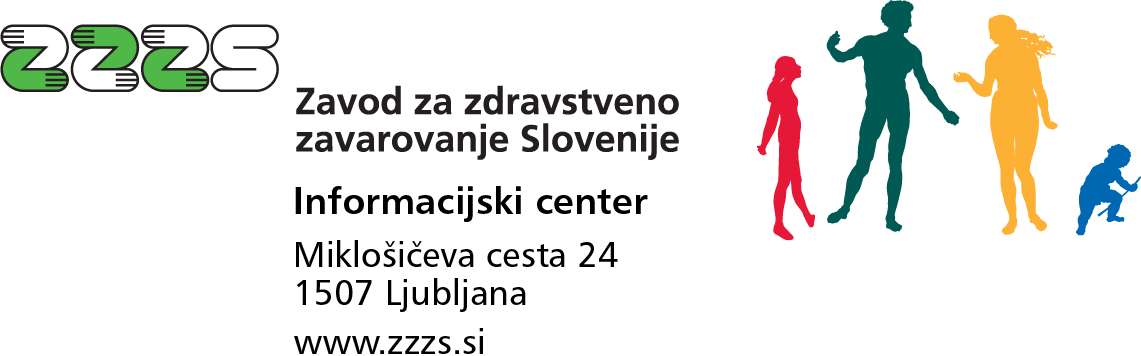 ZZZS
Zavod za zdravstveno
zavarovanje Slovenije
Informacijski center
Miklošičeva cesta 24
1507 Ljubljana
www.zzzs.si